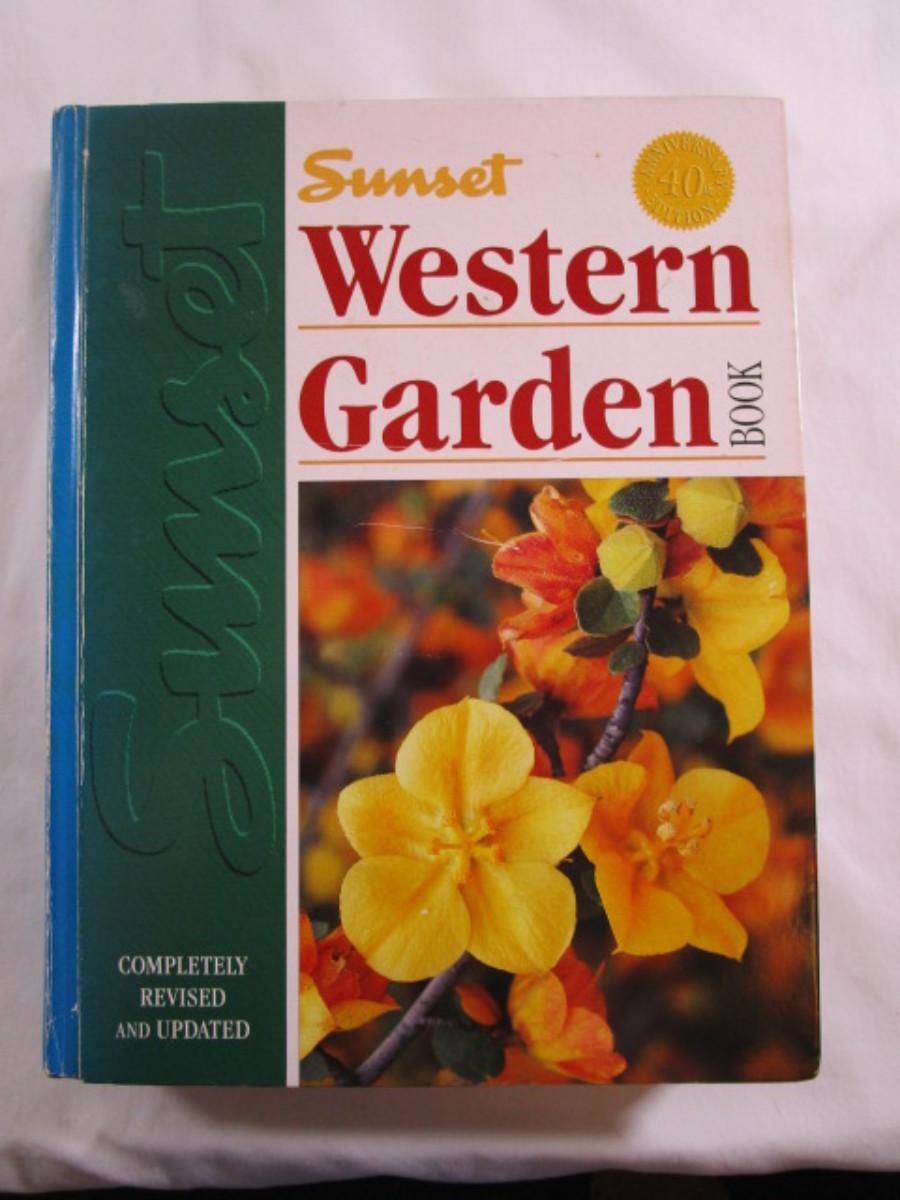 Sunset
ANNIVERSARY
40th
EDITION
Western
Garden
BOOK
Sunset
COMPLETELY
REVISED
AND UPDATED